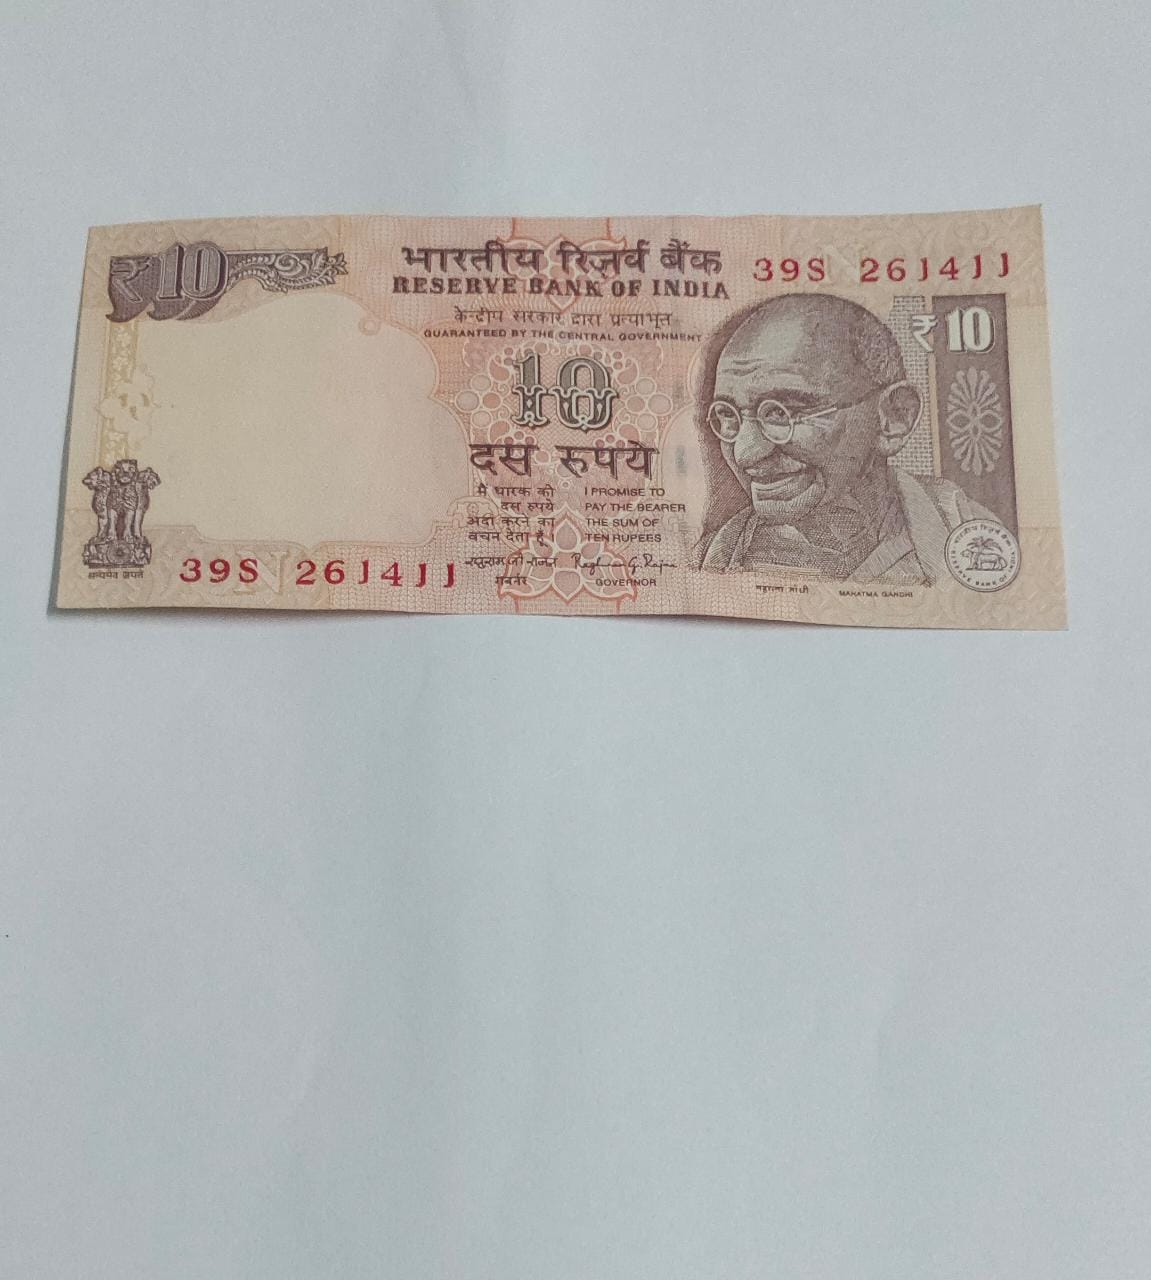 ₹10
भारतीय रिज़र्व बैंक
RESERVE BANK OF INDIA
39S 261411
केन्द्रीय सरकार द्वारा प्रत्याभूत
GUARANTEED BY THE CENTRAL GOVERNMENT
₹ 10
10
दस रुपये
मैं धारक को
दस रुपये
अदा करने का
वचन देता हूँ।
I PROMISE TO
PAY THE BEARER
THE SUM OF
TEN RUPEES
रघुराम जी. राजन
गवर्नर
Raghuram G. Rajan
GOVERNOR
सत्यमेव जयते
39S 261411
महात्मा गांधी
MAHATMA GANDHI
भारतीय रिज़र्व बैंक
RESERVE BANK OF INDIA